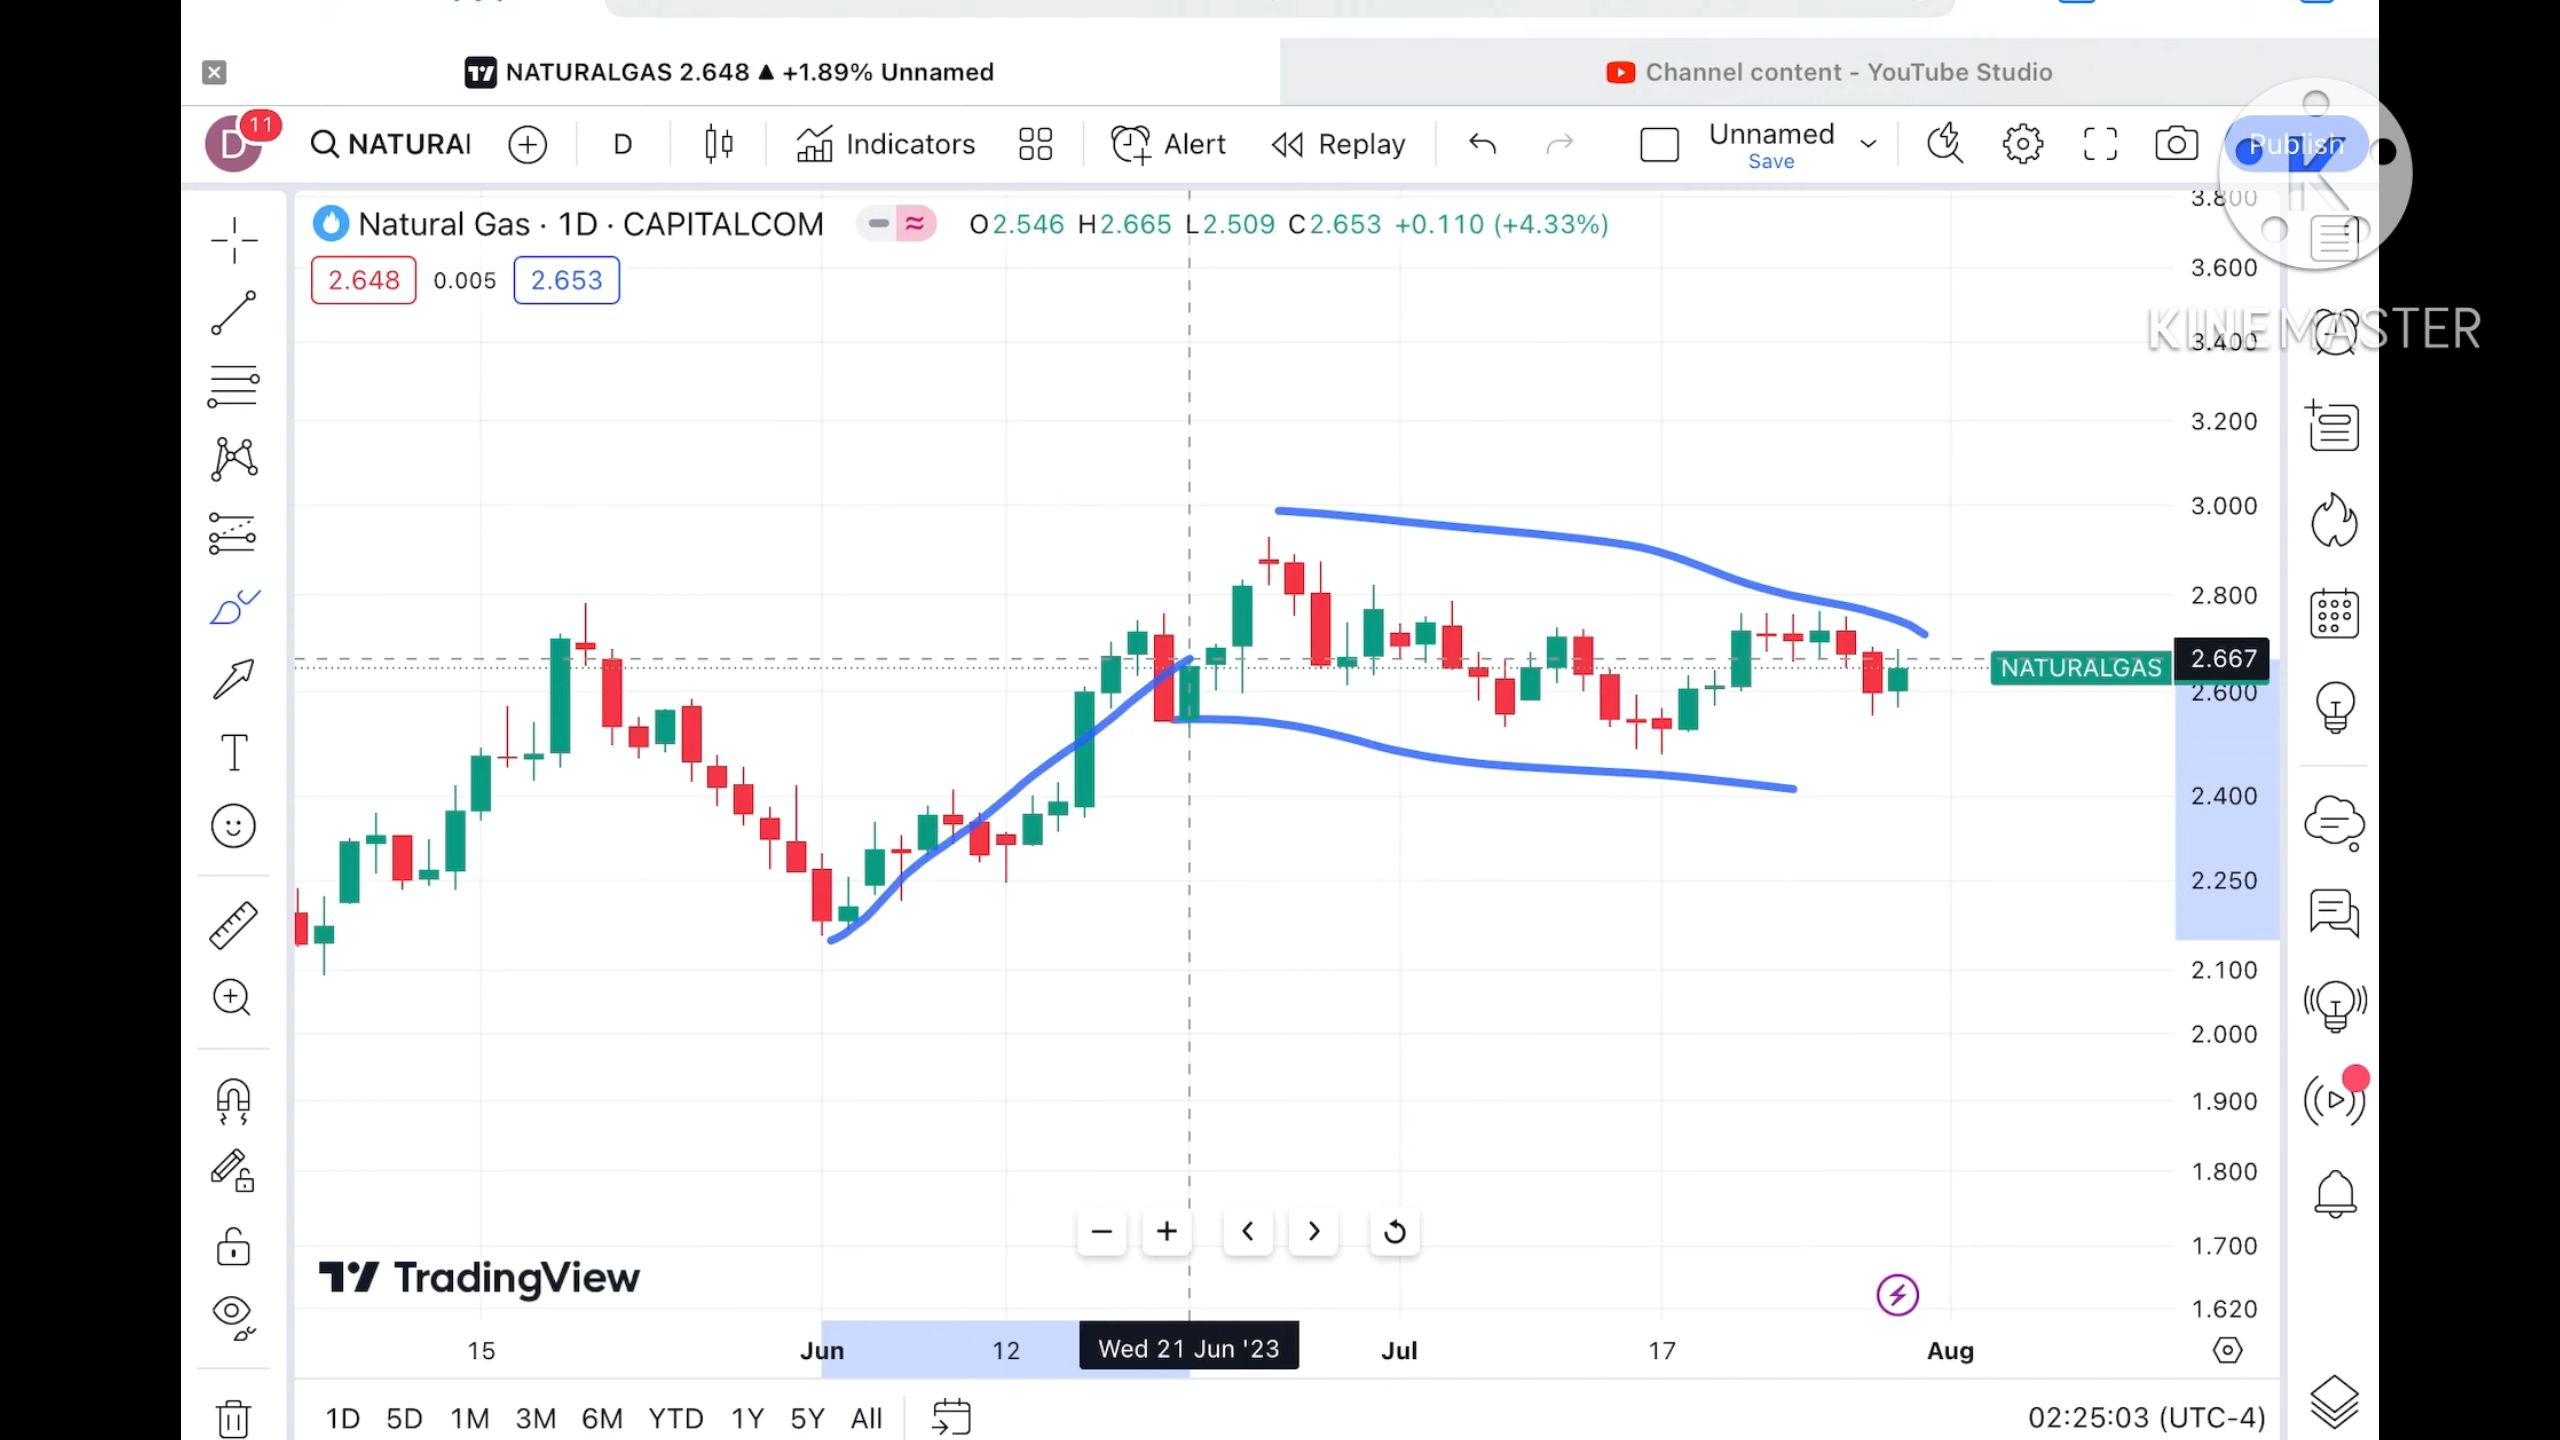 NATURALGAS 2.648 ▲ +1.89% Unnamed
Channel content - YouTube Studio
D 11 NATURAI D Indicators Alert Replay Unnamed Publish
Save
K
KINEMASTER
Natural Gas · 1D · CAPITALCOM O2.546 H2.665 L2.509 C2.653 +0.110 (+4.33%)
2.648 0.005 2.653
3.800
3.600
3.400
3.200
3.000
2.800
NATURALGAS 2.667
2.600
2.400
2.250
2.100
2.000
1.900
1.800
1.700
1.620
TradingView
15 Jun 12 Wed 21 Jun '23 Jul 17 Aug
1D 5D 1M 3M 6M YTD 1Y 5Y All 02:25:03 (UTC-4)